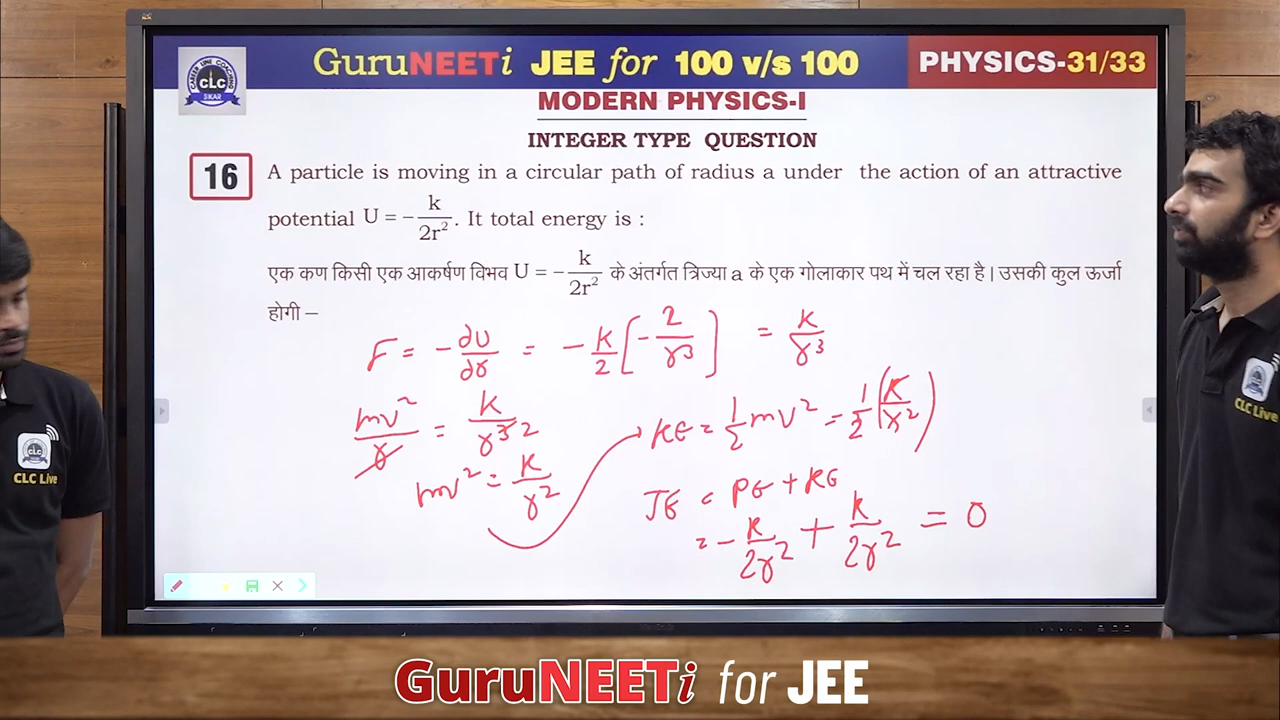 GuruNEETi JEE for 100 v/s 100
PHYSICS-31/33
CLC
SIKAR
MODERN PHYSICS-I
INTEGER TYPE QUESTION
16
A particle is moving in a circular path of radius a under the action of an attractive
potential U = - k/2r². It total energy is :
एक कण किसी एक आकर्षण विभव U = - k/2r² के अंतर्गत त्रिज्या a के एक गोलाकार पथ में चल रहा है। उसकी कुल ऊर्जा
होगी –
F = - ∂U/∂r = - K/2 [- 2/r³] = K/r³
mv²/r = K/r³ 2
mv² = K/r²
KE = 1/2 mv² = 1/2 (K/r²)
TE = PE + KE
= - K/2r² + K/2r² = 0
CLC
CLC Live
CLC Live
GuruNEETi for JEE